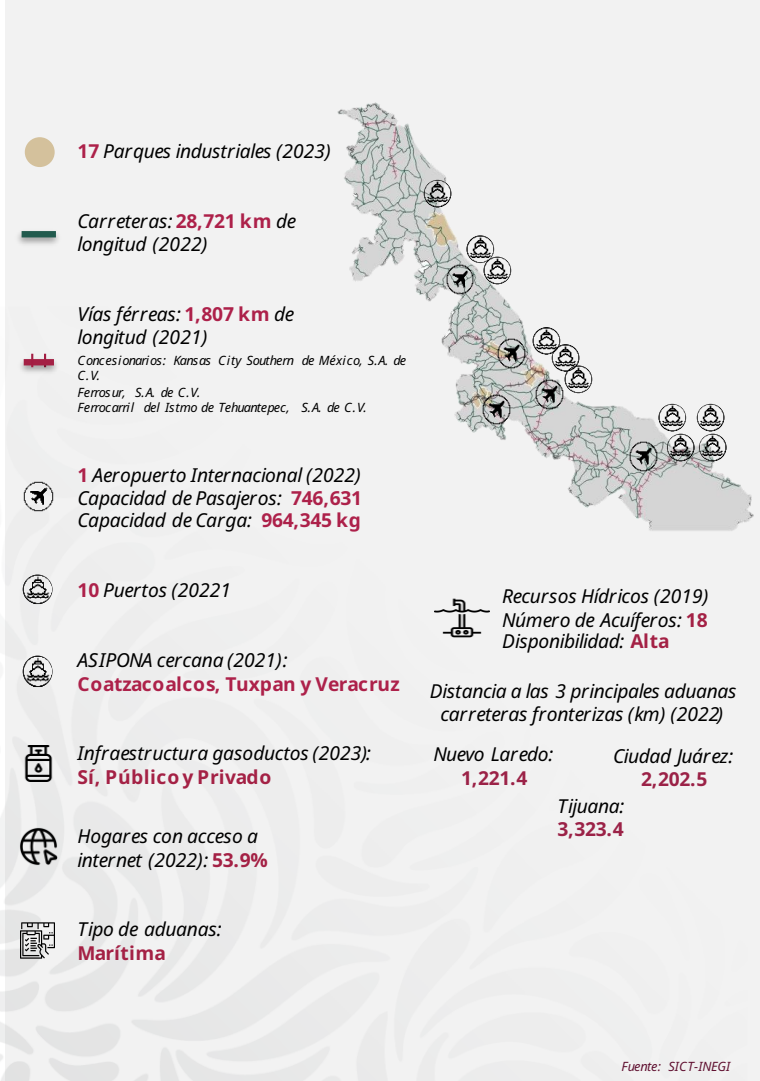 17 Parques industriales (2023)
Carreteras: 28,721 km de
longitud (2022)
Vías férreas: 1,807 km de
longitud (2021)
Concesionarios: Kansas City Southern de México, S.A. de
C.V.
Ferrosur, S.A. de C.V.
Ferrocarril del Istmo de Tehuantepec, S.A. de C.V.
1 Aeropuerto Internacional (2022)
Capacidad de Pasajeros: 746,631
Capacidad de Carga: 964,345 kg
10 Puertos (20221
ASIPONA cercana (2021):
Coatzacoalcos, Tuxpan y Veracruz
Infraestructura gasoductos (2023):
Sí, Público y Privado
Hogares con acceso a
internet (2022): 53.9%
Tipo de aduanas:
Marítima
Recursos Hídricos (2019)
Número de Acuíferos: 18
Disponibilidad: Alta
Distancia a las 3 principales aduanas
carreteras fronterizas (km) (2022)
Nuevo Laredo:
1,221.4
Ciudad Juárez:
2,202.5
Tijuana:
3,323.4
Fuente: SICT-INEGI